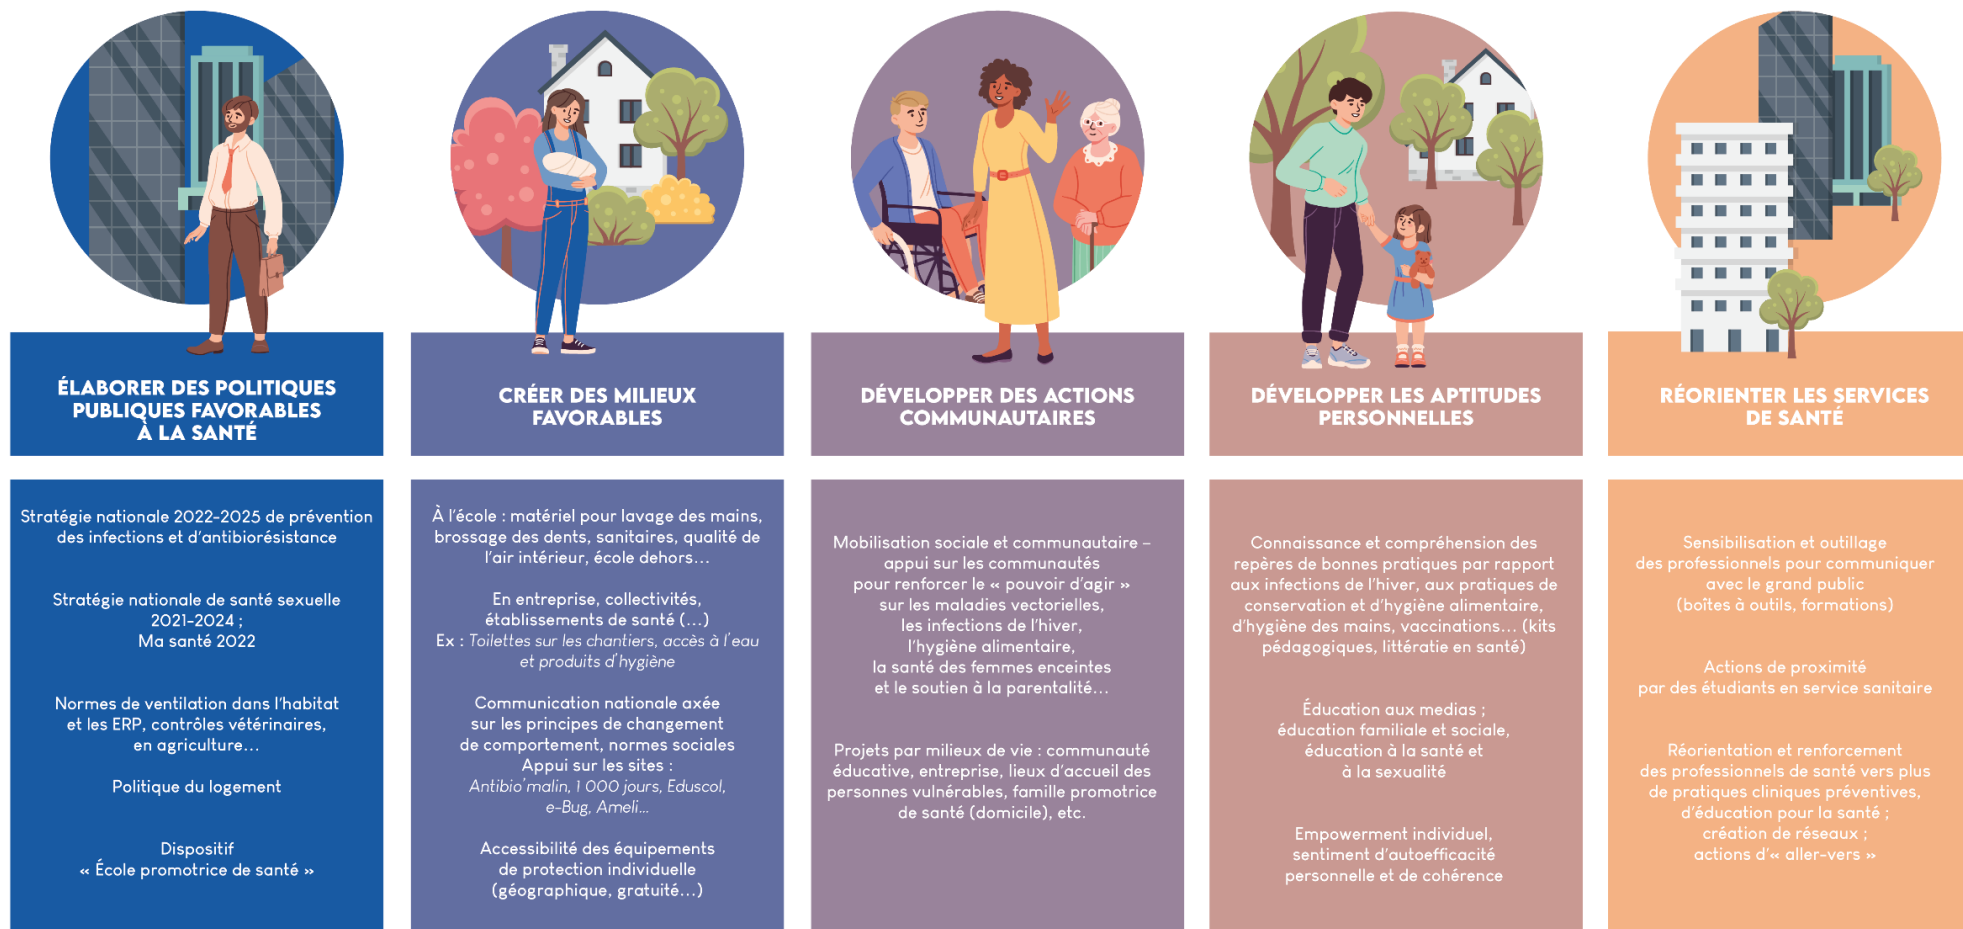 ÉLABORER DES POLITIQUES
PUBLIQUES FAVORABLES
À LA SANTÉ
Stratégie nationale 2022-2025 de prévention
des infections et d'antibiorésistance
Stratégie nationale de santé sexuelle
2021-2024 ;
Ma santé 2022
Normes de ventilation dans l'habitat
et les ERP, contrôles vétérinaires,
en agriculture...
Politique du logement
Dispositif
« École promotrice de santé »
CRÉER DES MILIEUX
FAVORABLES
À l'école : matériel pour lavage des mains,
brossage des dents, sanitaires, qualité de
l'air intérieur, école dehors...
En entreprise, collectivités,
établissements de santé (...)
Ex : Toilettes sur les chantiers, accès à l'eau
et produits d'hygiène
Communication nationale axée
sur les principes de changement
de comportement, normes sociales
Appui sur les sites :
Antibio'malin, 1 000 jours, Eduscol,
e-Bug, Ameli...
Accessibilité des équipements
de protection individuelle
(géographique, gratuité...)
DÉVELOPPER DES ACTIONS
COMMUNAUTAIRES
Mobilisation sociale et communautaire –
appui sur les communautés
pour renforcer le « pouvoir d'agir »
sur les maladies vectorielles,
les infections de l'hiver,
l'hygiène alimentaire,
la santé des femmes enceintes
et le soutien à la parentalité...
Projets par milieux de vie : communauté
éducative, entreprise, lieux d'accueil des
personnes vulnérables, famille promotrice
de santé (domicile), etc.
DÉVELOPPER LES APTITUDES
PERSONNELLES
Connaissance et compréhension des
repères de bonnes pratiques par rapport
aux infections de l'hiver, aux pratiques de
conservation et d'hygiène alimentaire,
d'hygiène des mains, vaccinations... (kits
pédagogiques, littératie en santé)
Éducation aux medias ;
éducation familiale et sociale,
éducation à la santé et
à la sexualité
Empowerment individuel,
sentiment d'autoefficacité
personnelle et de cohérence
RÉORIENTER LES SERVICES
DE SANTÉ
Sensibilisation et outillage
des professionnels pour communiquer
avec le grand public
(boîtes à outils, formations)
Actions de proximité
par des étudiants en service sanitaire
Réorientation et renforcement
des professionnels de santé vers plus
de pratiques cliniques préventives,
d'éducation pour la santé ;
création de réseaux ;
actions d'« aller-vers »